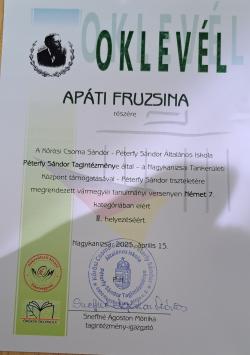 OKLEVÉL
APÁTI FRUZSINA
részére
A Kőrösi Csoma Sándor - Péterfy Sándor Általános Iskola
Péterfy Sándor Tagintézménye által - a Nagykanizsai Tankerületi
Központ támogatásával - Péterfy Sándor tiszteletére
megrendezett vármegyei tanulmányi versenyen Német 7.
kategóriában elért
II. helyezéséért.
Nagykanizsa, 2025. április 15.
Sneffné Ágoston Mónika
tagintézmény-igazgató